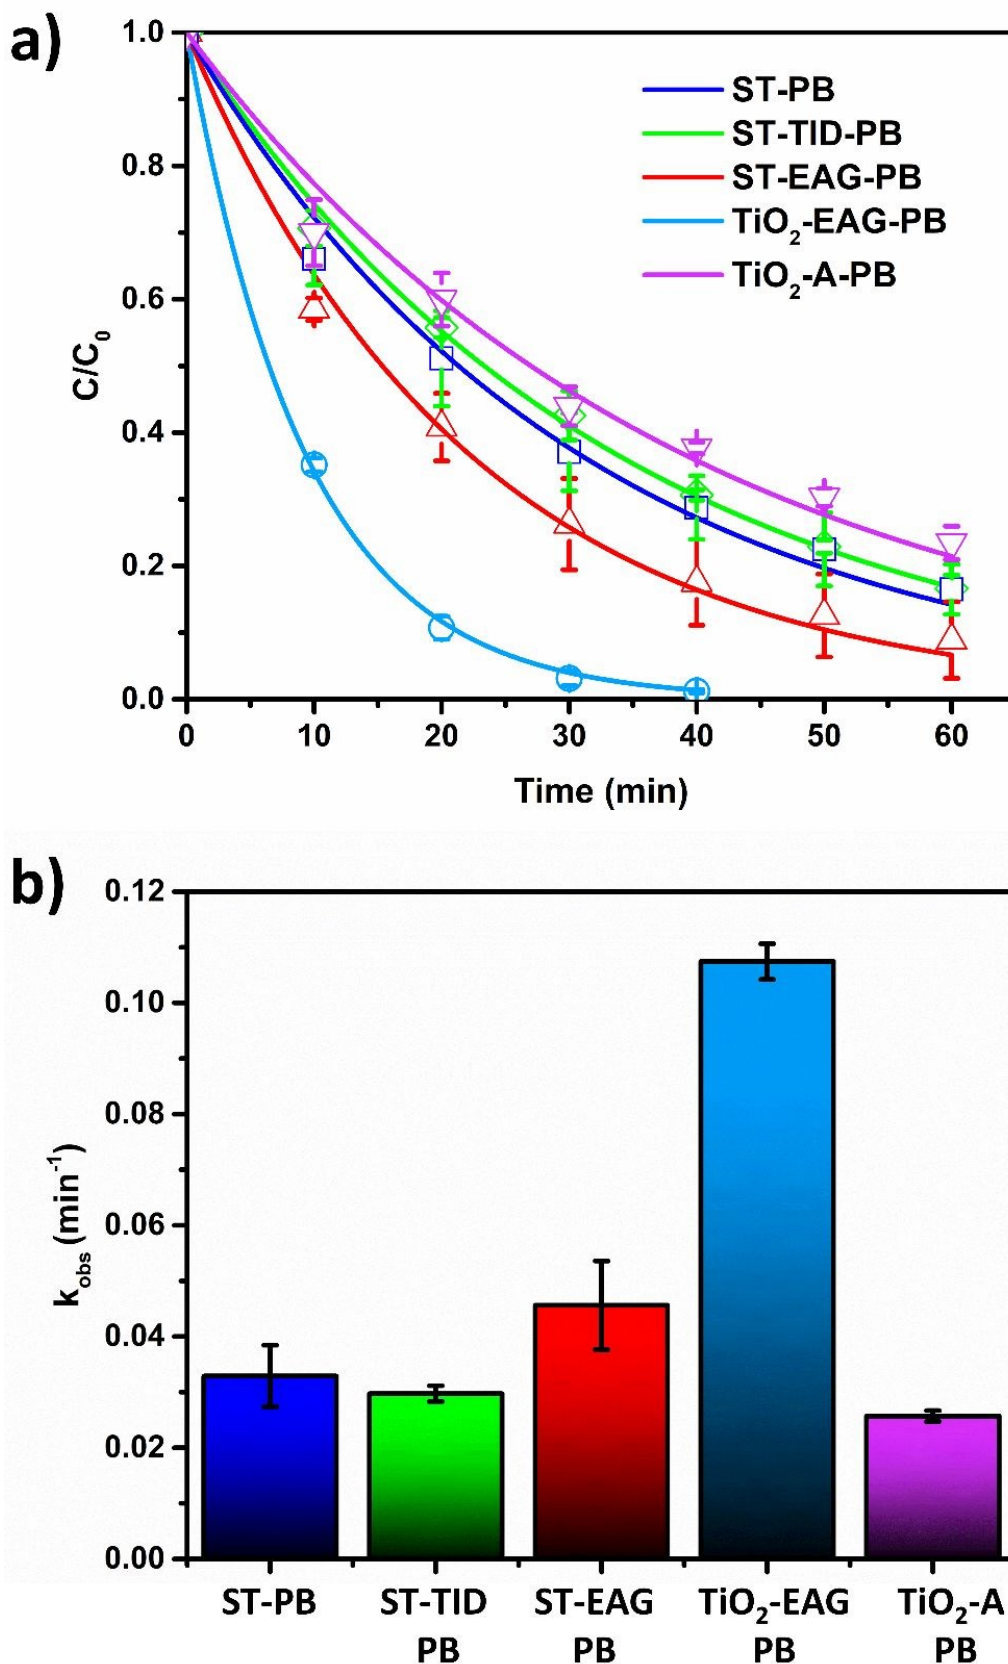 a)
1.0
0.8
0.6
0.4
0.2
0.0
C/C₀
ST-PB
ST-TID-PB
ST-EAG-PB
TiO₂-EAG-PB
TiO₂-A-PB
0 10 20 30 40 50 60
Time (min)
b)
0.12
0.10
0.08
0.06
0.04
0.02
0.00
k_obs (min⁻¹)
ST-PB ST-TID ST-EAG TiO₂-EAG TiO₂-A
PB PB PB PB